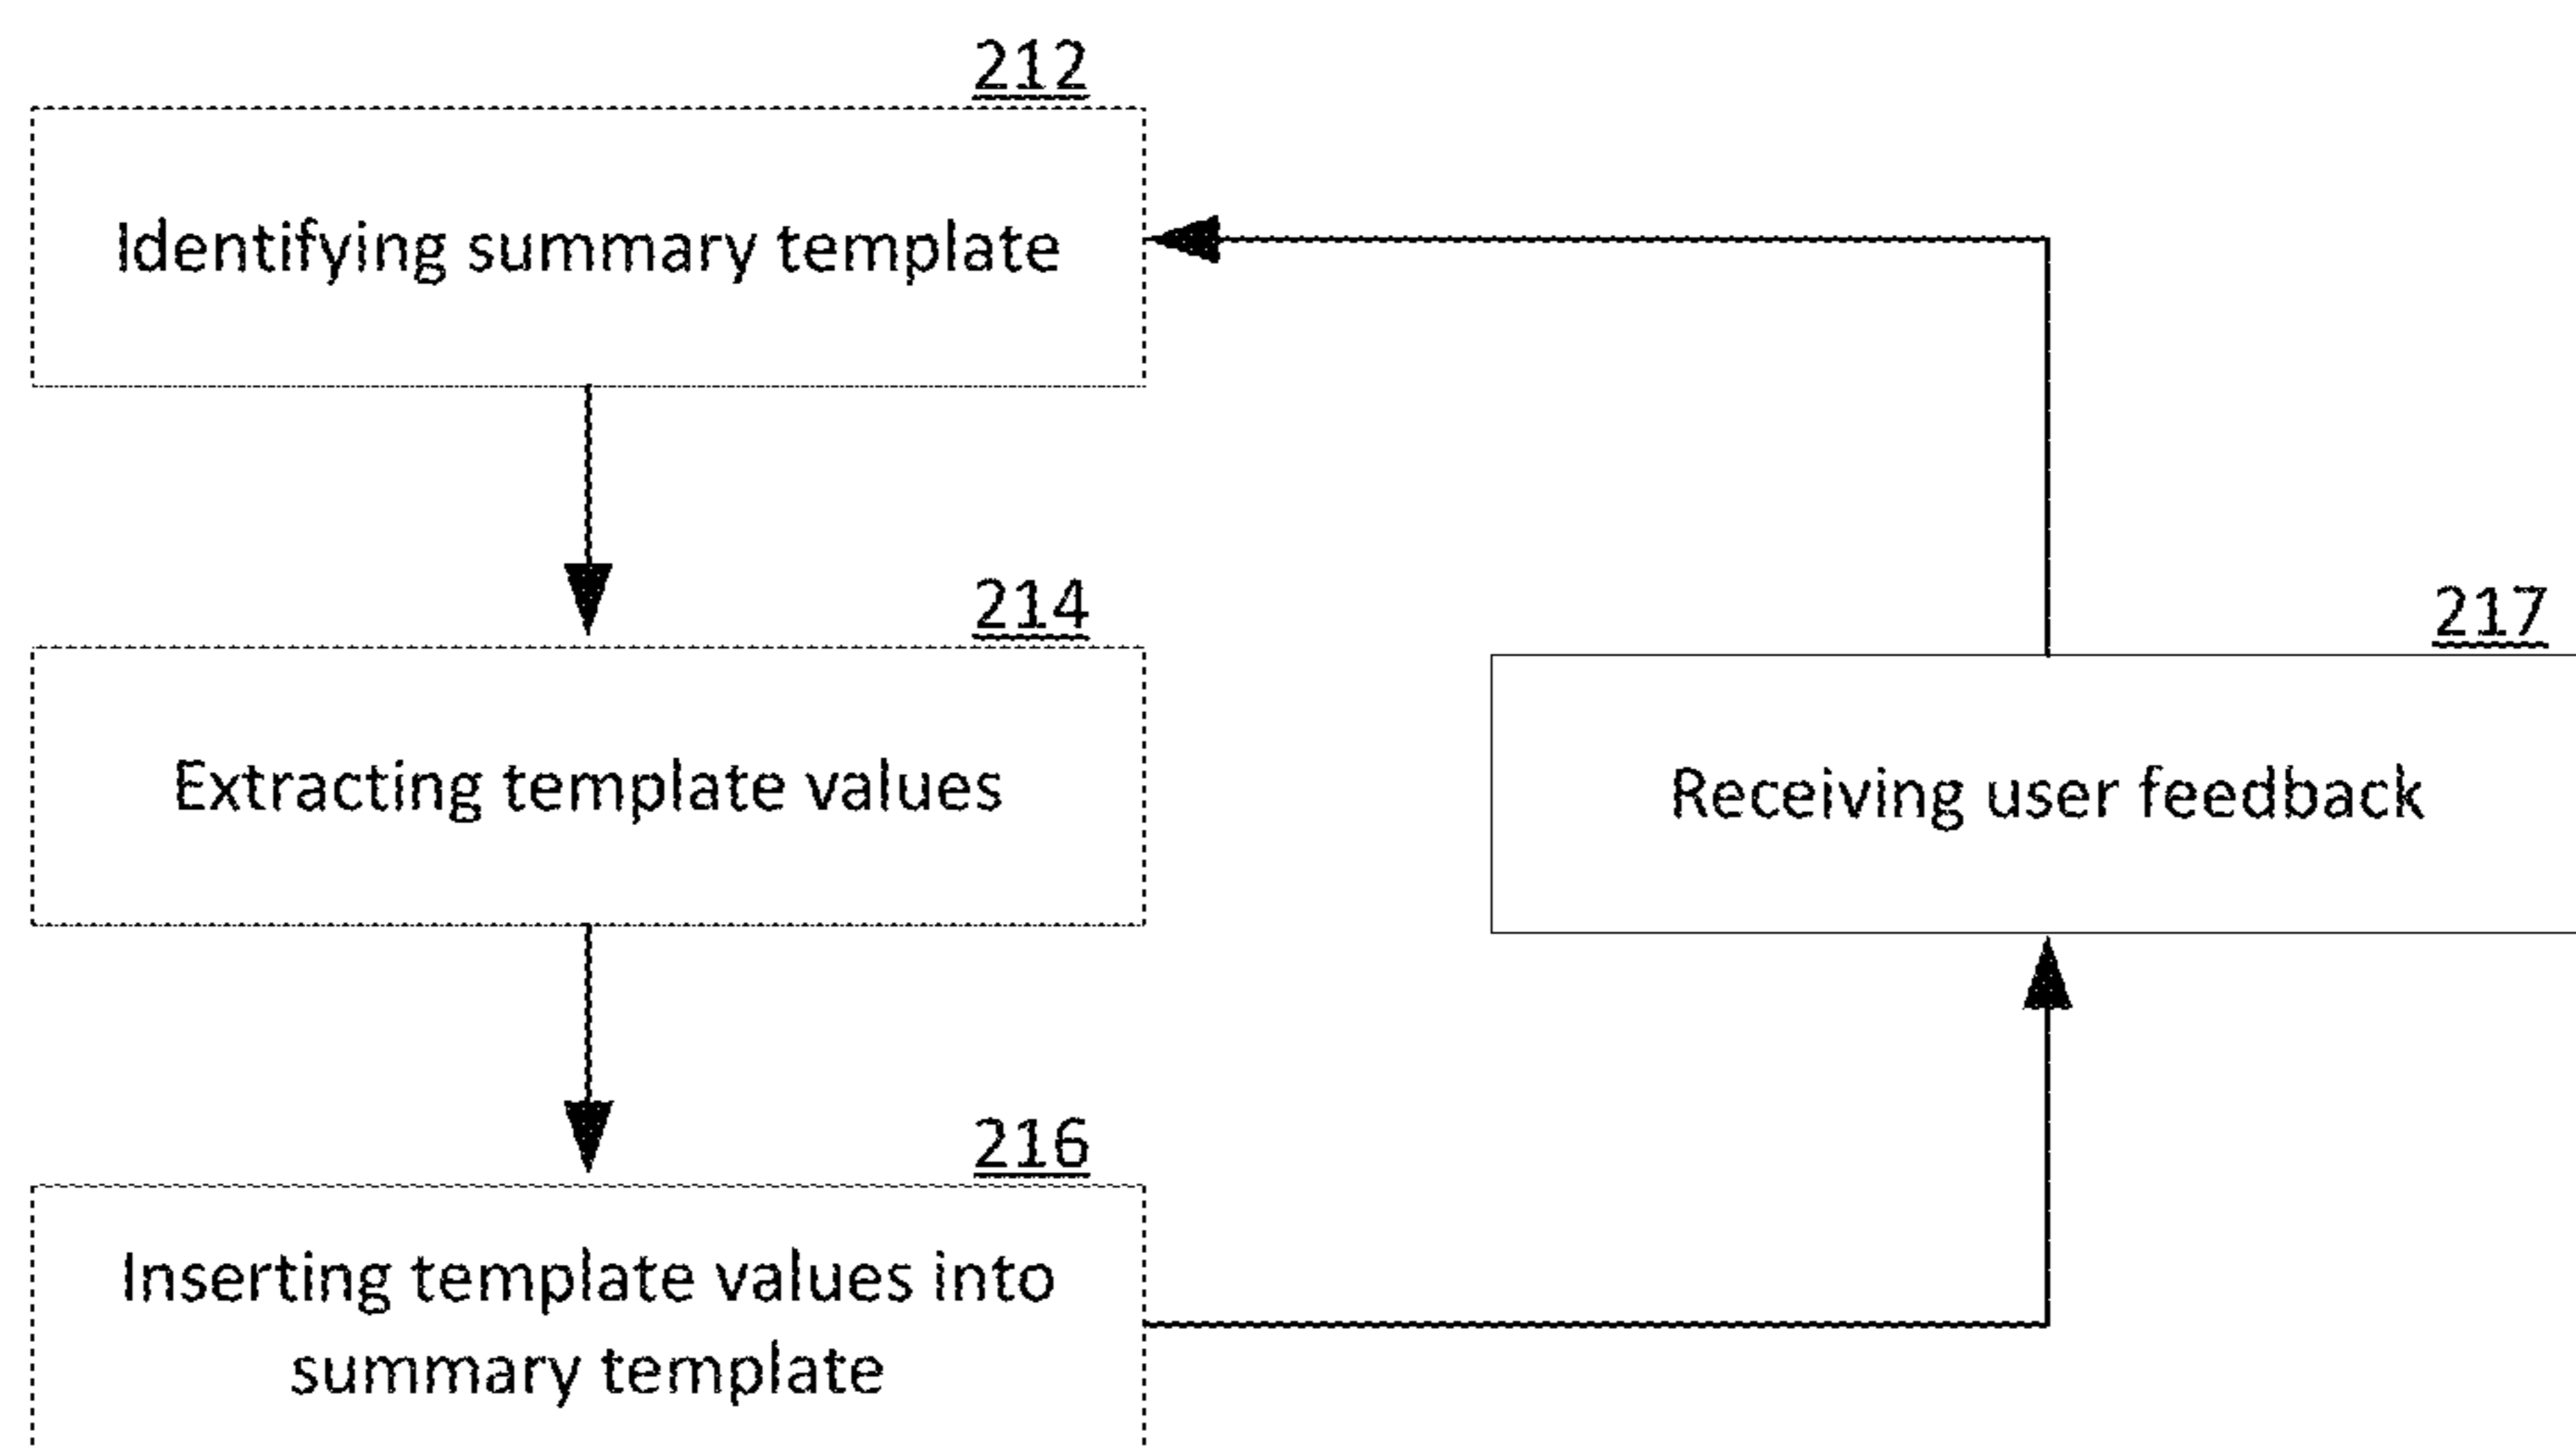 212
Identifying summary template
214
Extracting template values
217
Receiving user feedback
216
Inserting template values into
summary template